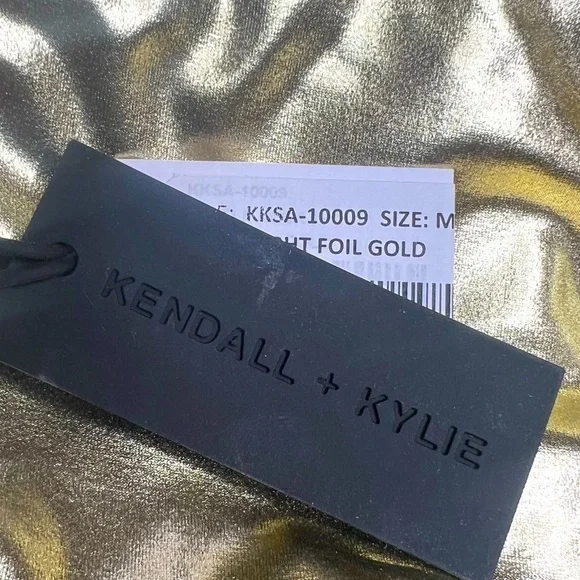 KKSA-10009
KKSA-10009 SIZE: M
FOIL GOLD
KENDALL + KYLIE